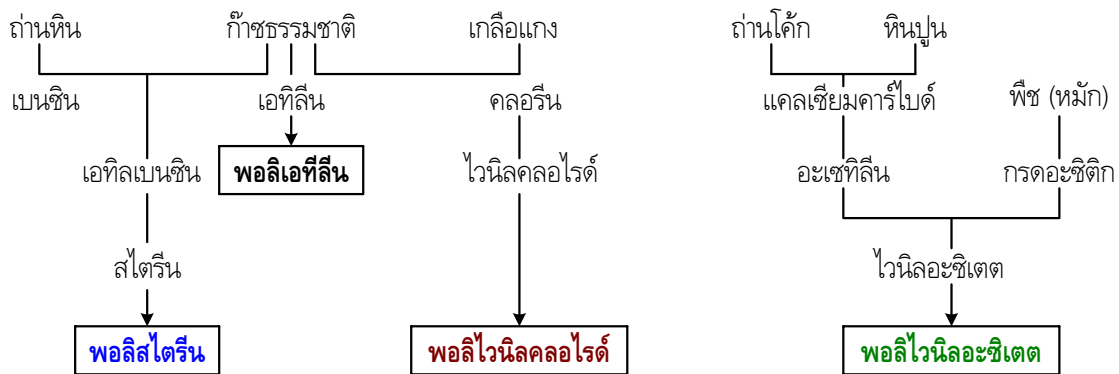 ถ่านหิน ก๊าซธรรมชาติ เกลือแกง ถ่านโค้ก หินปูน
เบนซิน เอทิลีน คลอรีน แคลเซียมคาร์ไบด์ พืช (หมัก)
เอทิลเบนซิน พอลิเอทีลีน ไวนิลคลอไรด์ อะเซทิลีน กรดอะซิติก
สไตรีน ไวนิลอะซิเตต
พอลิสไตรีน พอลิไวนิลคลอไรด์ พอลิไวนิลอะซิเตต